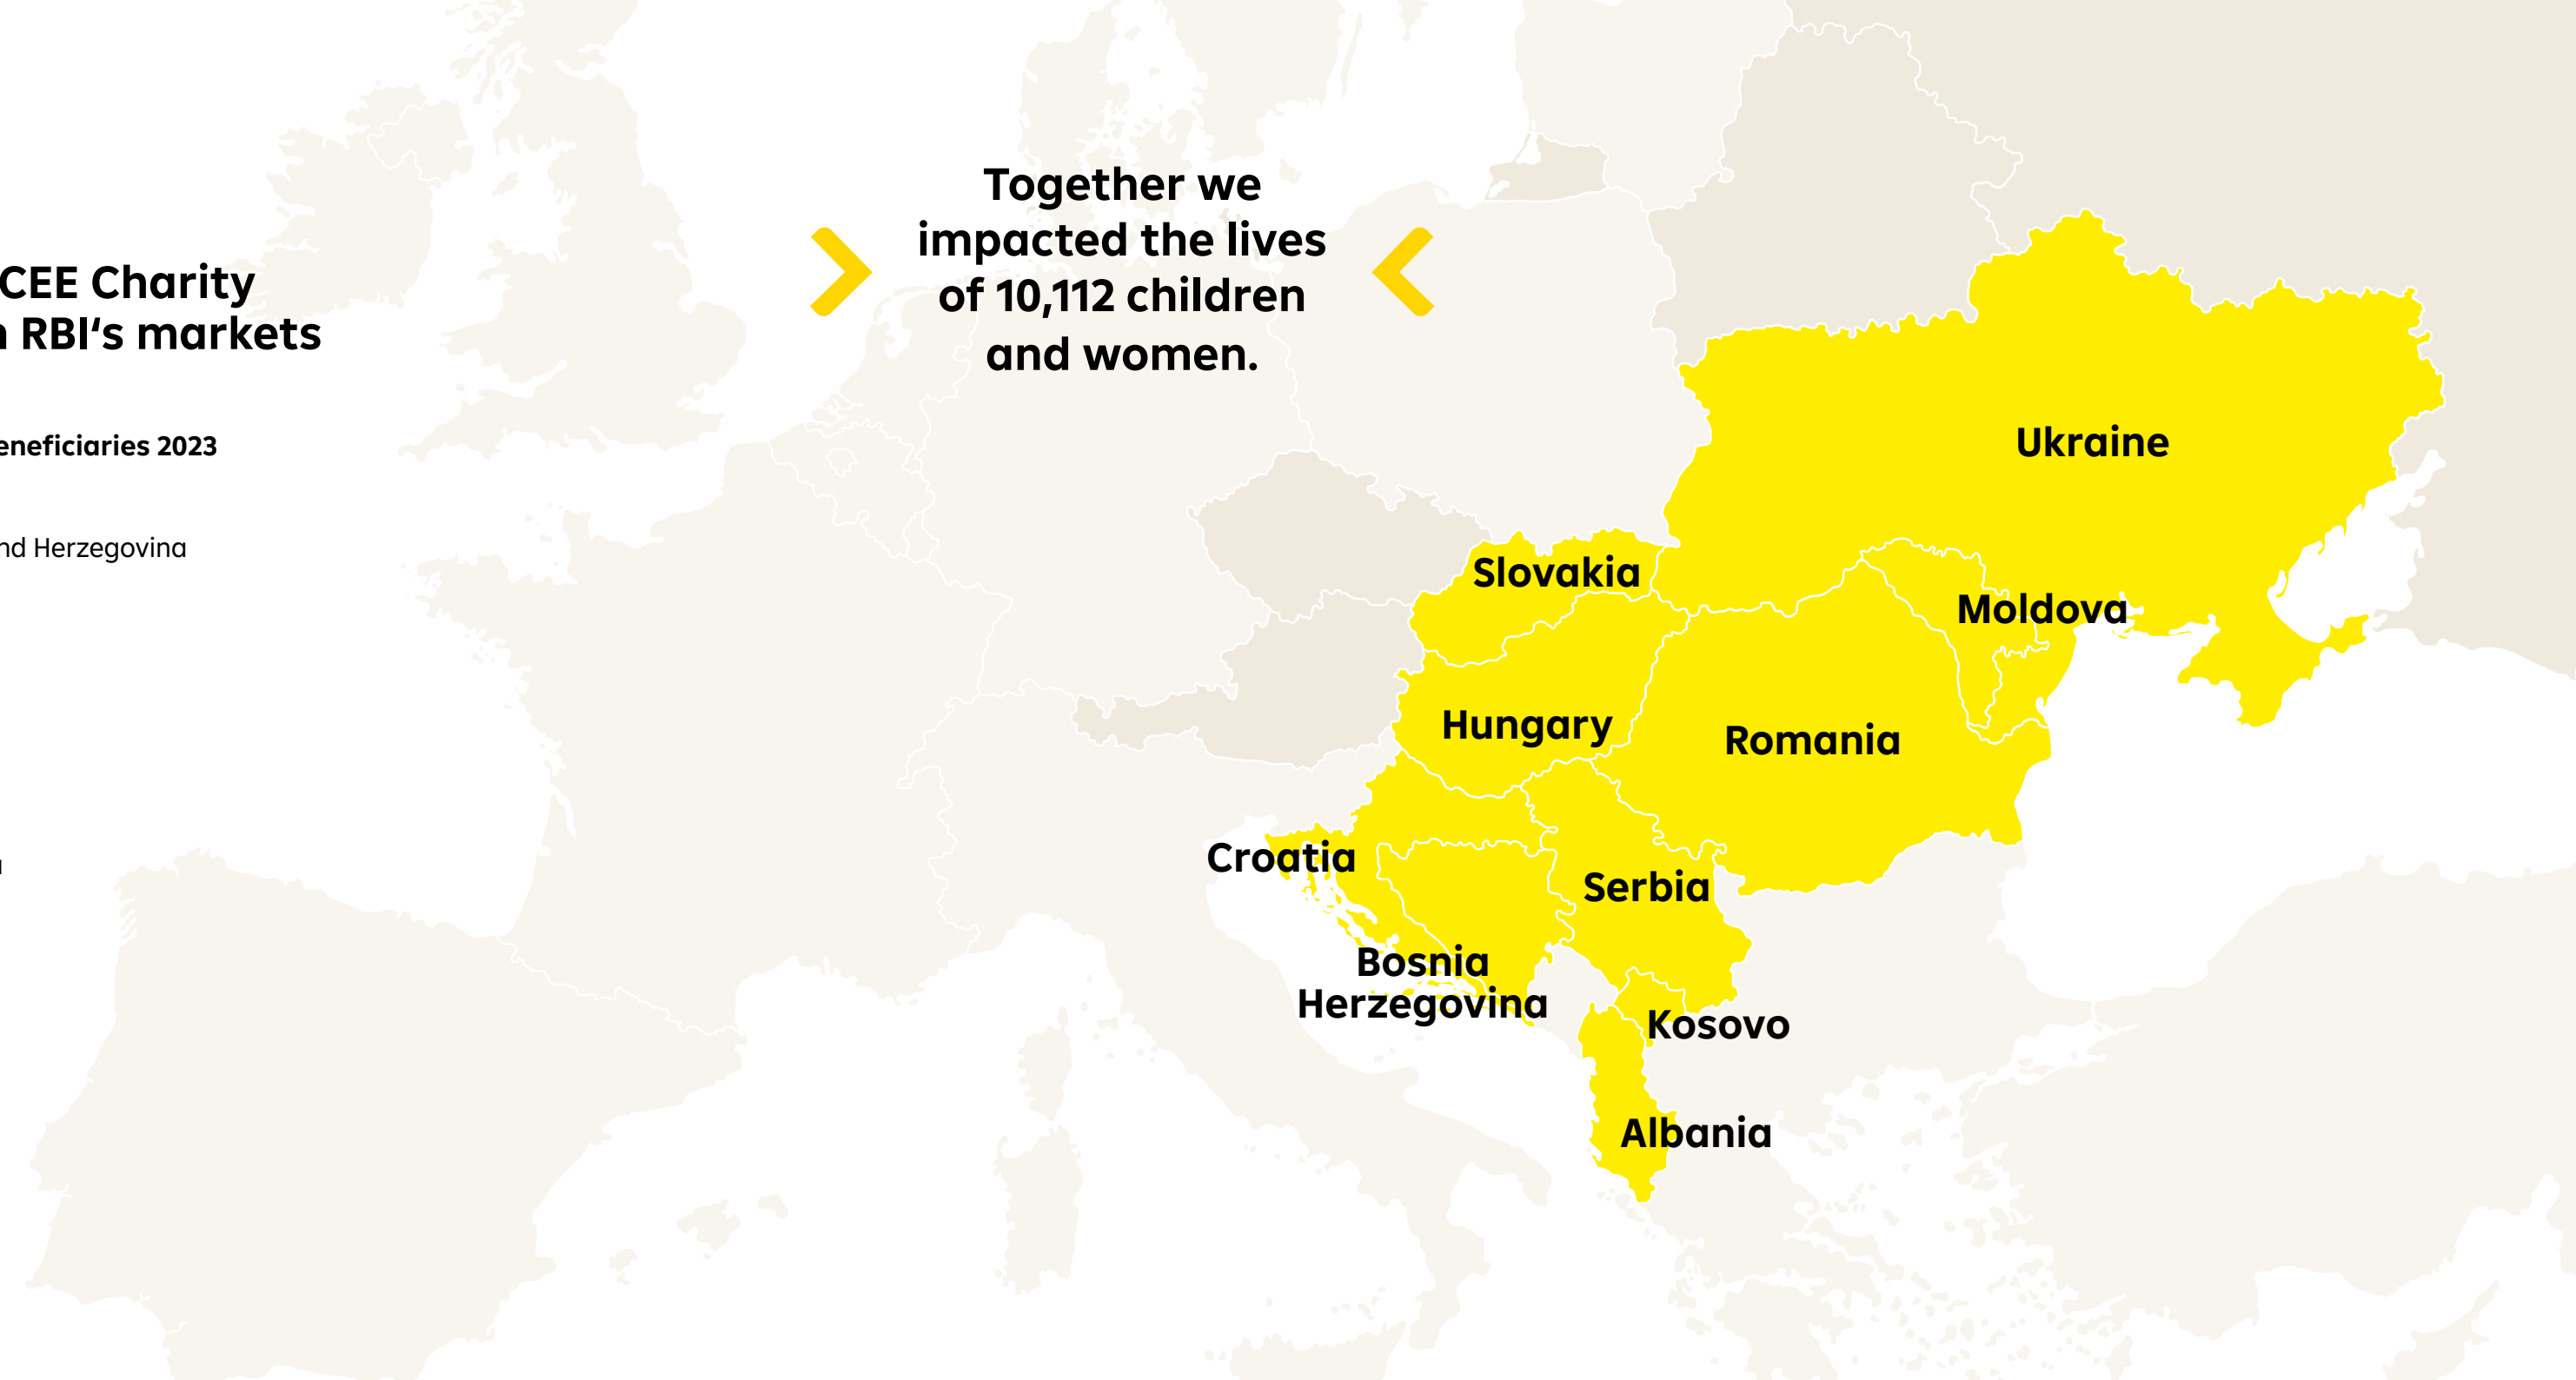 CEE Charity
RBI‘s markets
eneficiaries 2023
nd Herzegovina
Together we
impacted the lives
of 10,112 children
and women.
Ukraine
Slovakia
Moldova
Hungary
Romania
Croatia
Serbia
Bosnia
Herzegovina
Kosovo
Albania